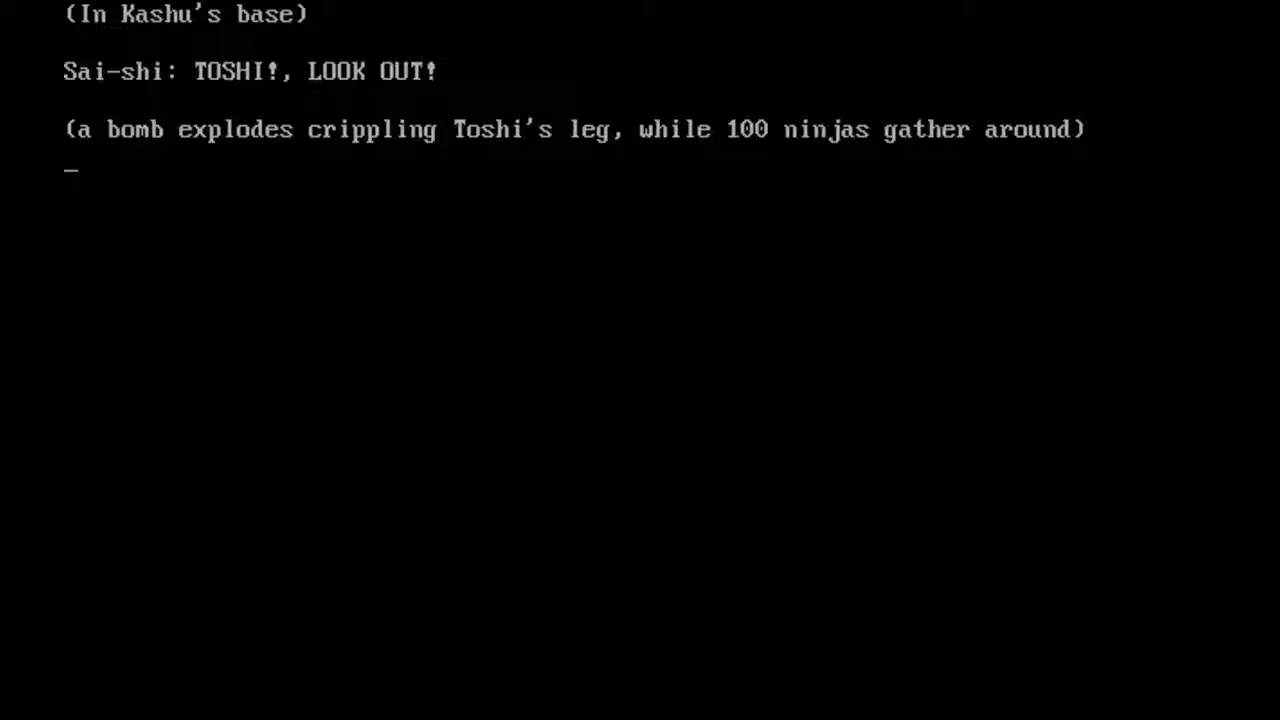 (In Kashu's base)
Sai-shi: TOSHI!, LOOK OUT!
(a bomb explodes crippling Toshi's leg, while 100 ninjas gather around)
_